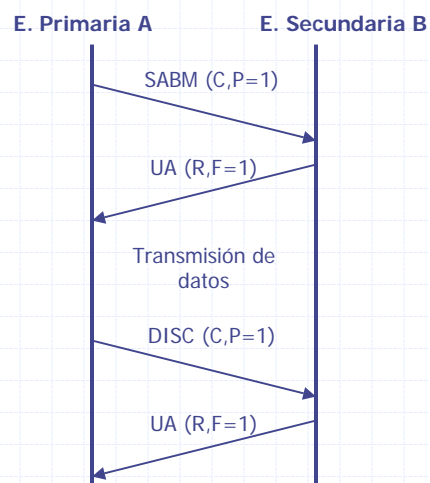 E. Primaria A
E. Secundaria B
SABM (C,P=1)
UA (R,F=1)
Transmisión de
datos
DISC (C,P=1)
UA (R,F=1)